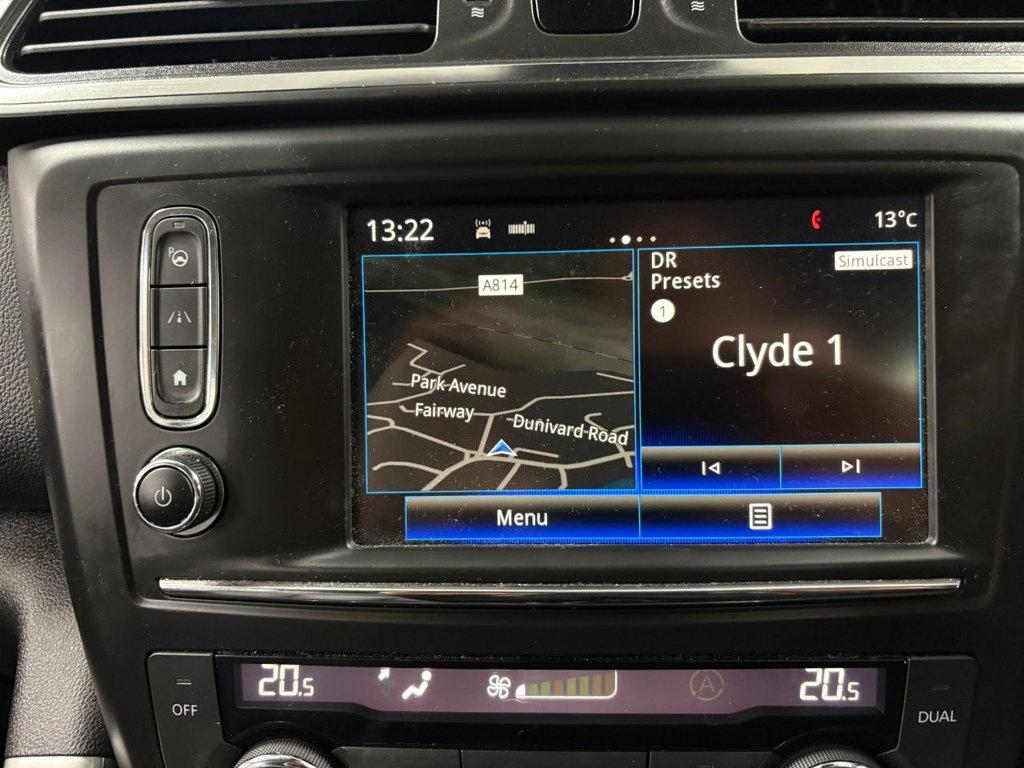 13:22
13°C
A814
Park Avenue
Fairway
Dunivard Road
DR
Presets
Simulcast
1
Clyde 1
Menu
P
20.5
A
20.5
OFF
DUAL